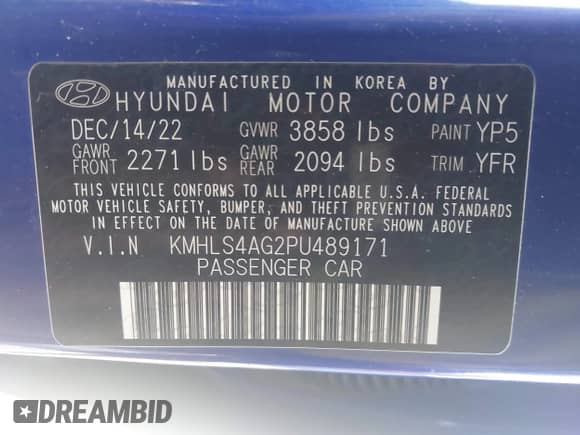 MANUFACTURED IN KOREA BY
HYUNDAI MOTOR COMPANY
DEC/14/22 GVWR 3858 lbs PAINT YP5
GAWR FRONT 2271 lbs GAWR REAR 2094 lbs TRIM YFR
THIS VEHICLE CONFORMS TO ALL APPLICABLE U.S.A. FEDERAL
MOTOR VEHICLE SAFETY, BUMPER, AND THEFT PREVENTION STANDARDS
IN EFFECT ON THE DATE OF MANUFACTURE SHOWN ABOVE.
V.I.N KMHLS4AG2PU489171
PASSENGER CAR
DREAMBID